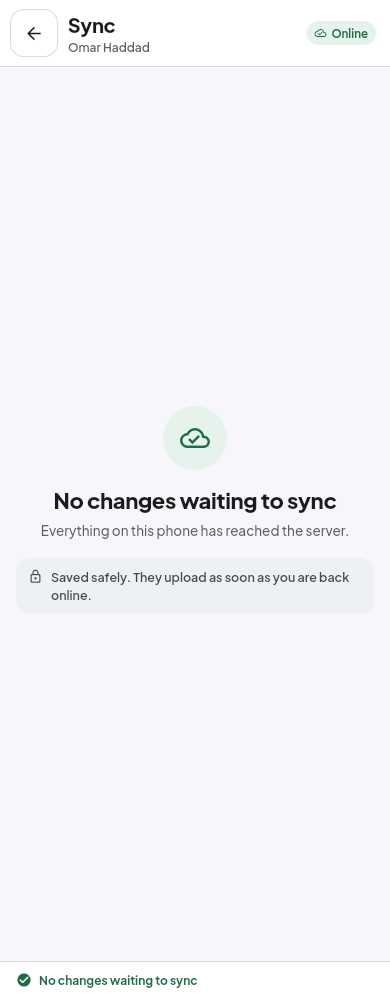 Sync
Omar Haddad
Online
No changes waiting to sync
Everything on this phone has reached the server.
Saved safely. They upload as soon as you are back
online.
No changes waiting to sync